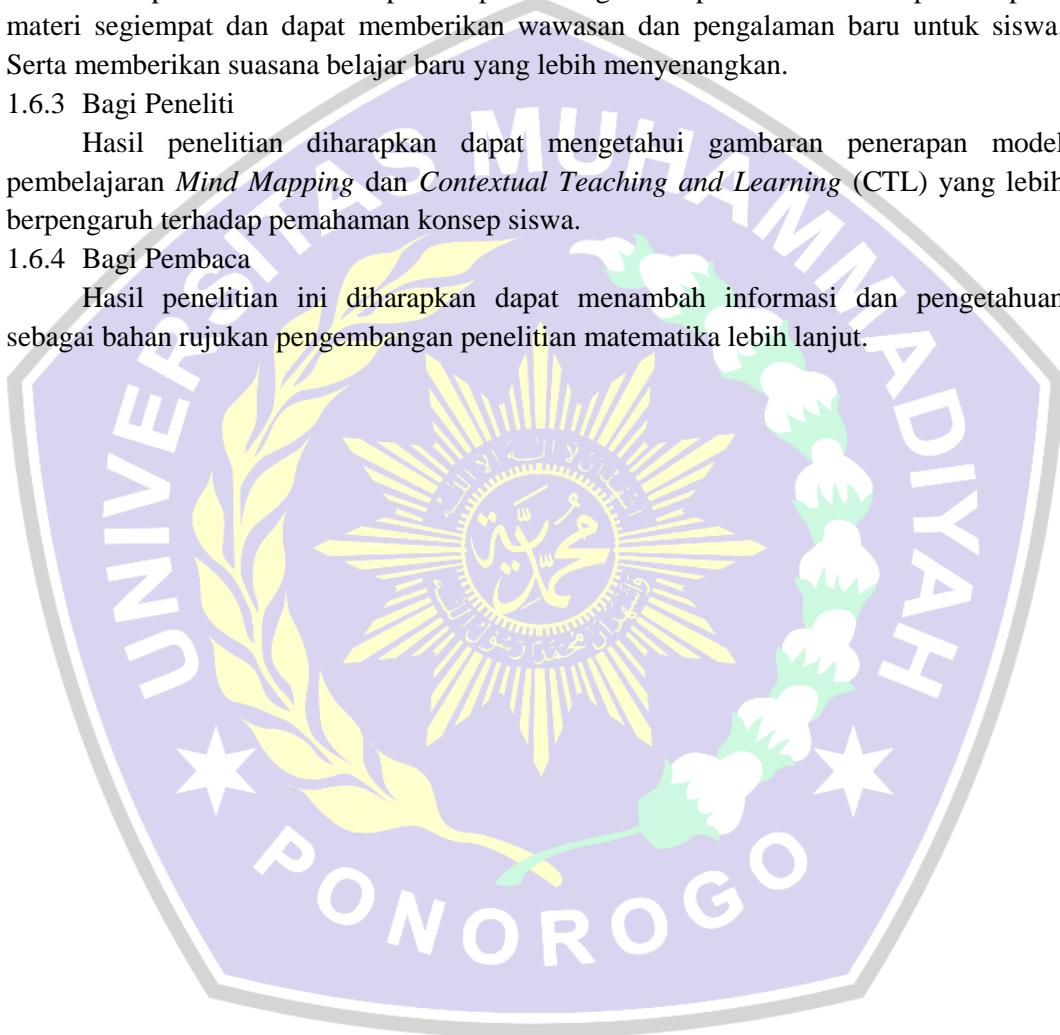 materi segiempat dan dapat memberikan wawasan dan pengalaman baru untuk siswa.
Serta memberikan suasana belajar baru yang lebih menyenangkan.
1.6.3 Bagi Peneliti
Hasil penelitian diharapkan dapat mengetahui gambaran penerapan model
pembelajaran Mind Mapping dan Contextual Teaching and Learning (CTL) yang lebih
berpengaruh terhadap pemahaman konsep siswa.
1.6.4 Bagi Pembaca
Hasil penelitian ini diharapkan dapat menambah informasi dan pengetahuan
sebagai bahan rujukan pengembangan penelitian matematika lebih lanjut.
UNIVERSITAS MUHAMMADIYAH
محمدية
PONOROGO